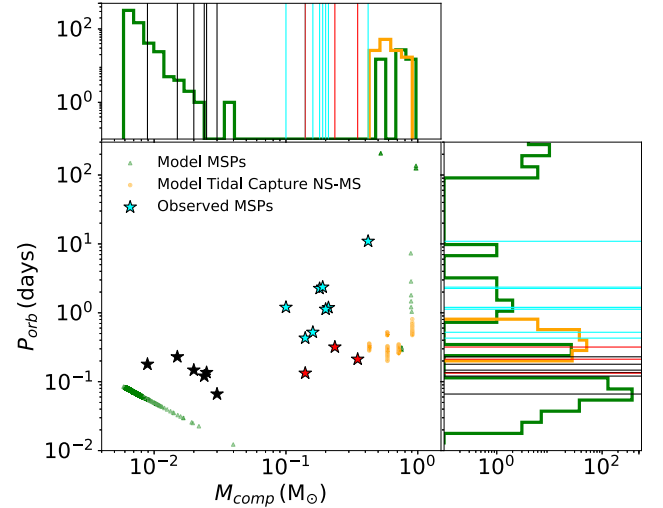 10²
10⁰
10²
10¹
10⁰
10⁻¹
10⁻²
P_orb (days)
Model MSPs
Model Tidal Capture NS-MS
Observed MSPs
10⁻²
10⁻¹
10⁰
M_comp (M_⊙)
10⁰
10²